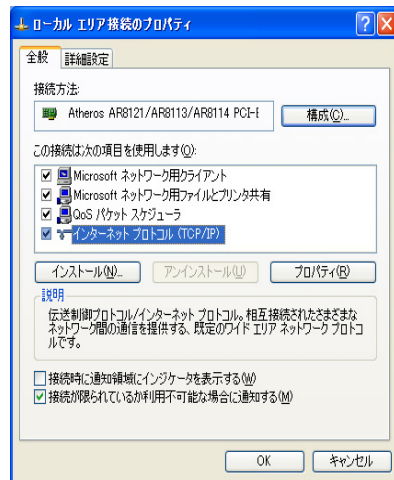 ローカル エリア接続のプロパティ
全般
詳細設定
接続方法:
Atheros AR8121/AR8113/AR8114 PCI-E
構成(C)...
この接続は次の項目を使用します(O):
Microsoft ネットワーク用クライアント
Microsoft ネットワーク用ファイルとプリンタ共有
QoS パケット スケジューラ
インターネット プロトコル (TCP/IP)
インストール(N)...
アンインストール(U)
プロパティ(R)
説明
伝送制御プロトコル/インターネット プロトコル。相互接続されたさまざまな
ネットワーク間の通信を提供する、既定のワイド エリア ネットワーク プロトコ
ルです。
接続時に通知領域にインジケータを表示する(W)
接続が限られているか利用不可能な場合に通知する(M)
OK
キャンセル